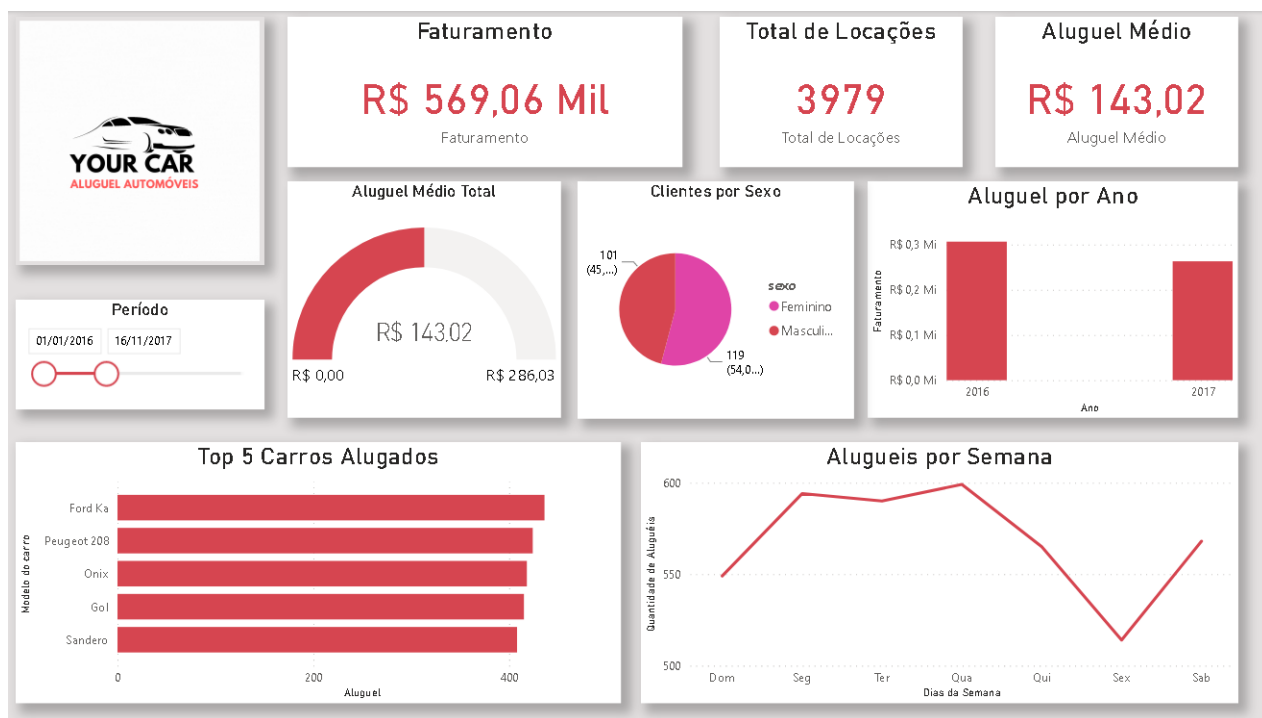 YOUR CAR
ALUGUEL AUTOMÓVEIS
Faturamento
R$ 569,06 Mil
Faturamento
Total de Locações
3979
Total de Locações
Aluguel Médio
R$ 143,02
Aluguel Médio
Período
01/01/2016 16/11/2017
Aluguel Médio Total
R$ 143,02
R$ 0,00 R$ 286,03
Clientes por Sexo
101
(45,...)
119
(54,0...)
sexo
Feminino
Masculi...
Aluguel por Ano
Faturamento
R$ 0,3 Mi
R$ 0,2 Mi
R$ 0,1 Mi
R$ 0,0 Mi
2016 2017
Ano
Top 5 Carros Alugados
Modelo do carro
Ford Ka
Peugeot 208
Onix
Gol
Sandero
0 200 400
Aluguel
Alugueis por Semana
Quantidade de Aluguéis
600
550
500
Dom Seg Ter Qua Qui Sex Sab
Dias da Semana